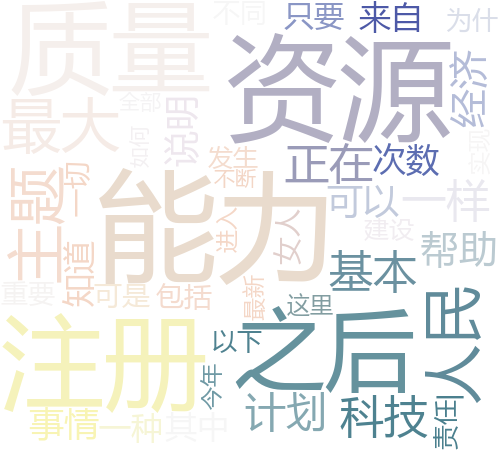 质量
不同
只要
来自
为什
资源
最大
全部
说明
如何
经济
实现
正在
次数
发生
不断
主题
一切
能力
可以
一样
知道
进入
女人
建设
帮助
基本
重要
可是
包括
最新
这里
人民
注册
之后
以下
今年
计划
科技
责任
事情
一种
其中